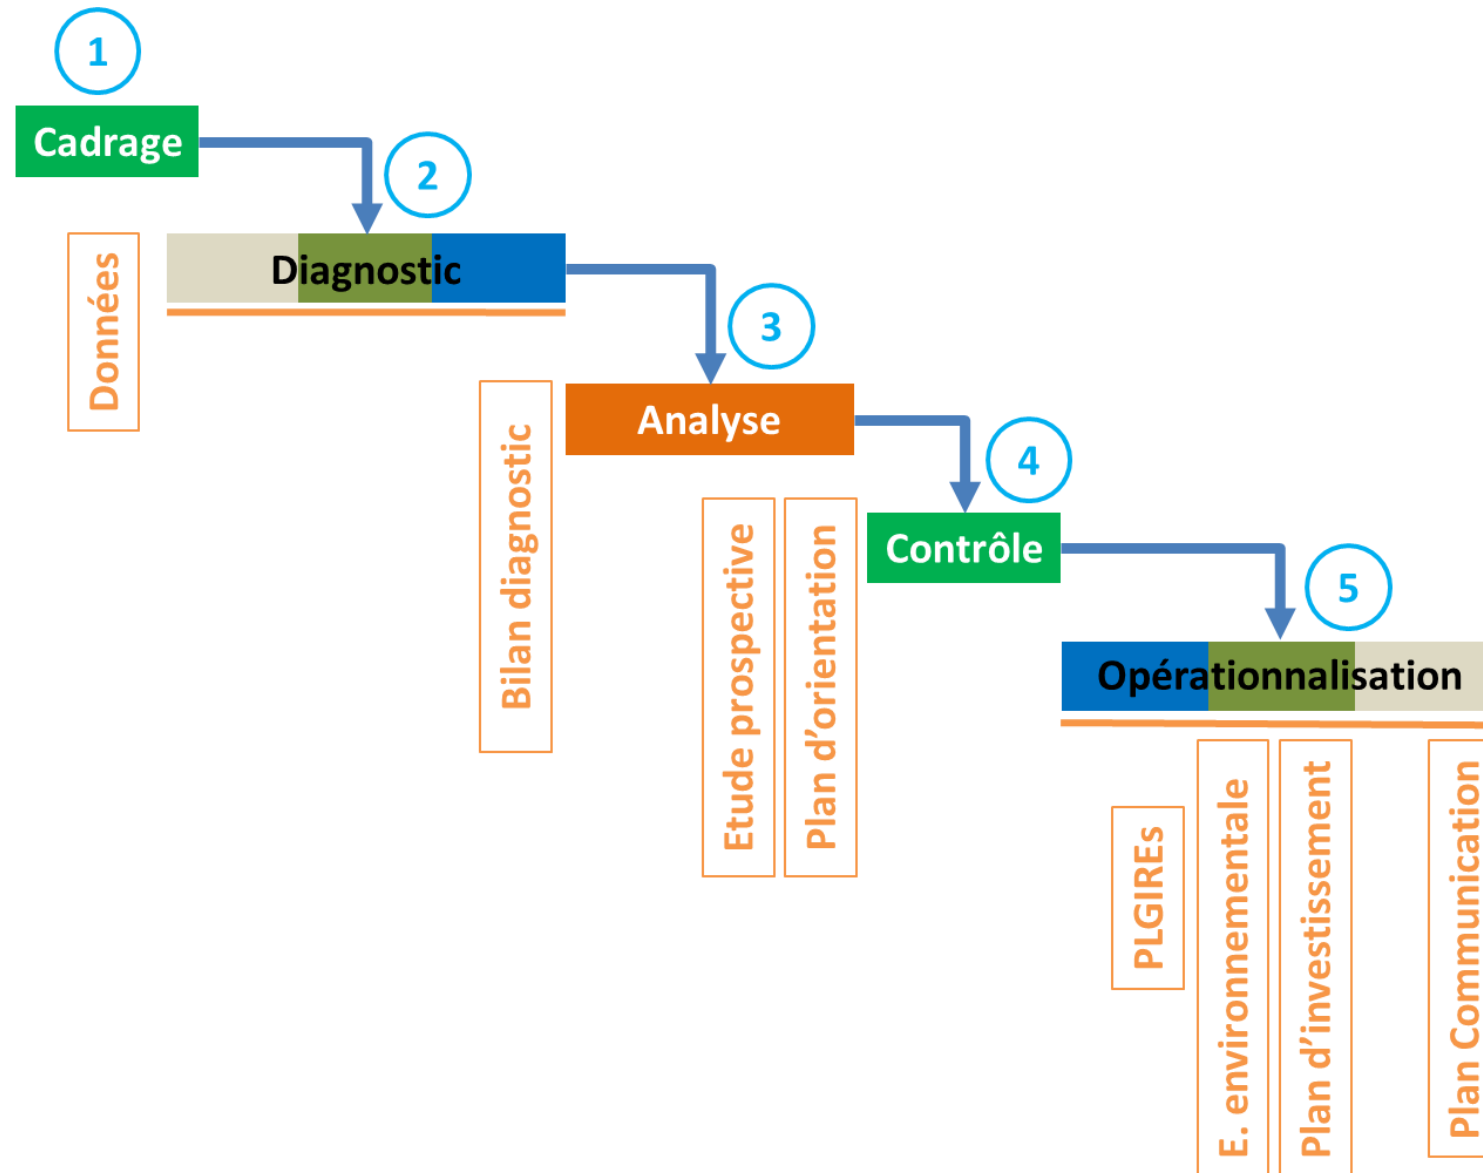 1
Cadrage
2
Données
Diagnostic
3
Bilan diagnostic
Analyse
4
Etude prospective
Plan d'orientation
Contrôle
5
Opérationnalisation
PLGIREs
E. environnementale
Plan d'investissement
Plan Communication